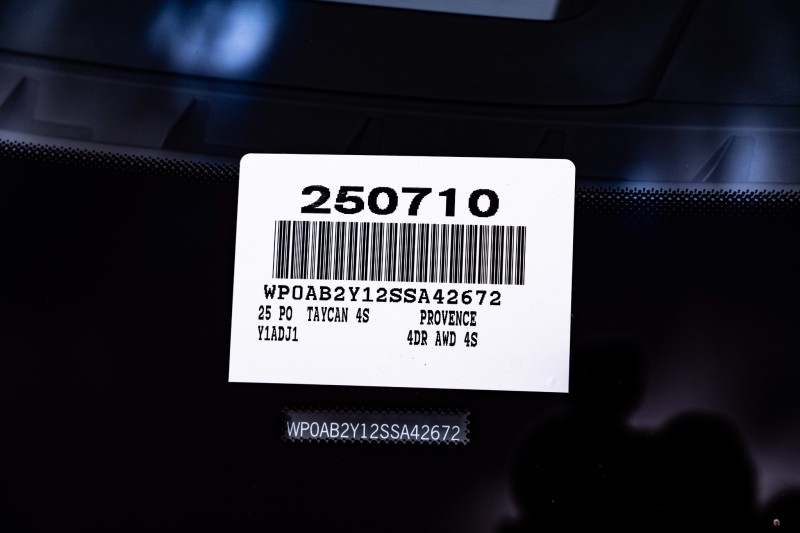 250710
WP0AB2Y12SSA42672
25 PO TAYCAN 4S PROVENCE
Y1ADJ1 4DR AWD 4S
WP0AB2Y12SSA42672